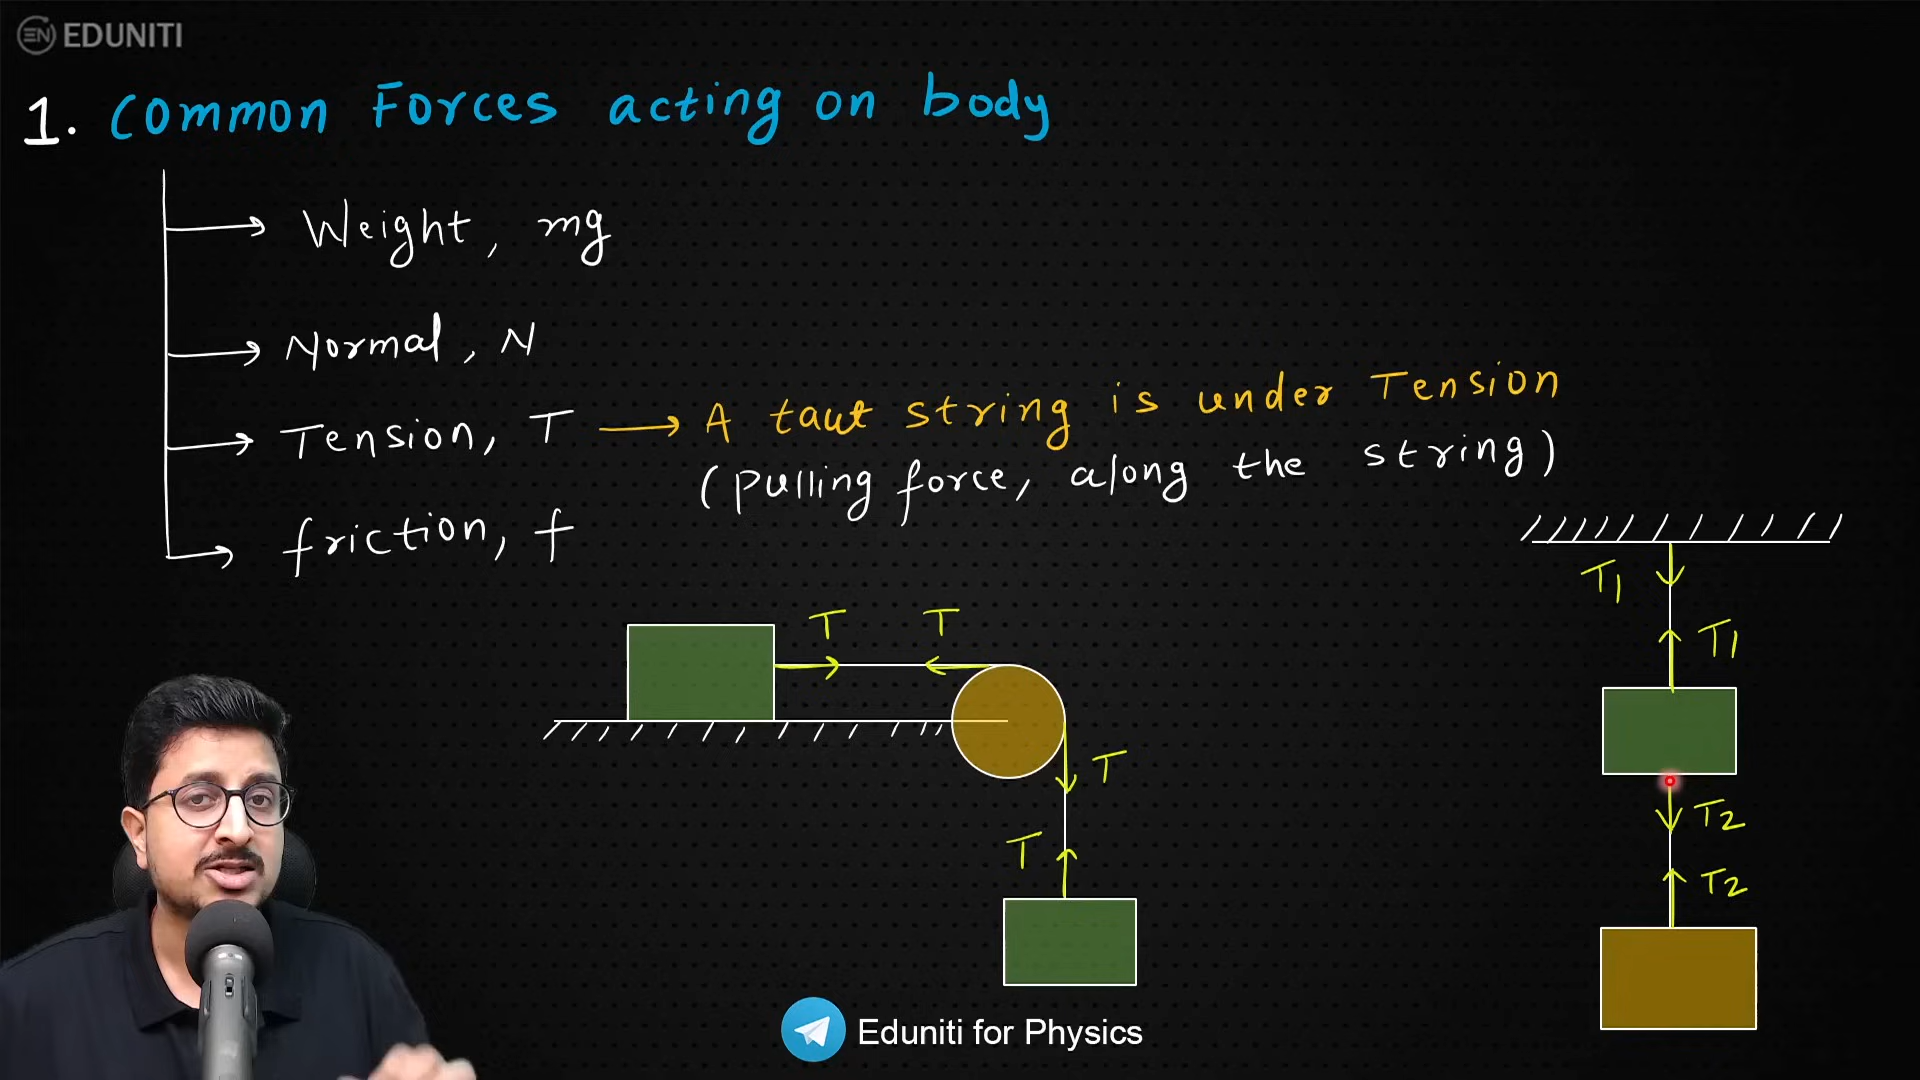 EN EDUNITI
1. Common Forces acting on body
Weight, mg
Normal, N
Tension, T → A taut string is under Tension
(pulling force, along the string)
friction, f
T T
T
T
T1
T1
T2
T2
Eduniti for Physics